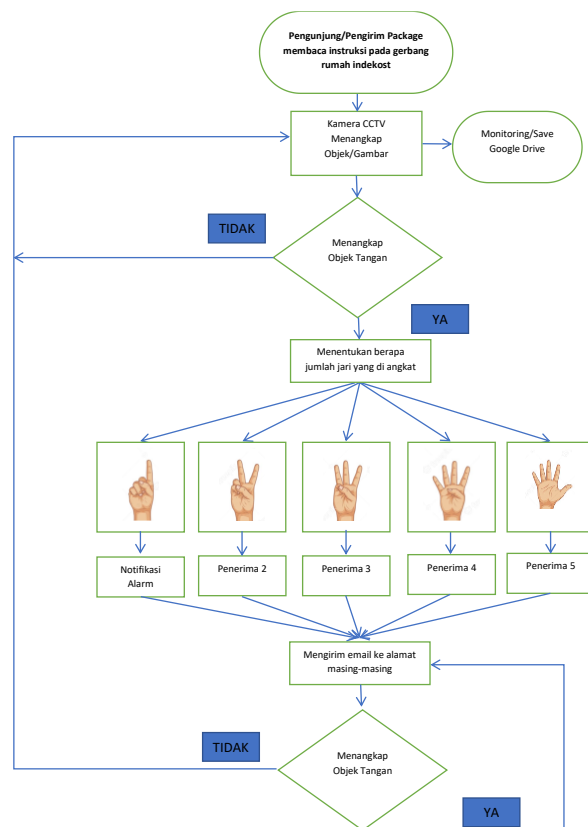 Pengunjung/Pengirim Package
membaca instruksi pada gerbang
rumah indekost
Kamera CCTV
Menangkap
Objek/Gambar
Monitoring/Save
Google Drive
TIDAK
Menangkap
Objek Tangan
YA
Menentukan berapa
jumlah jari yang di angkat
Notifikasi
Alarm
Penerima 2
Penerima 3
Penerima 4
Penerima 5
Mengirim email ke alamat
masing-masing
TIDAK
Menangkap
Objek Tangan
YA